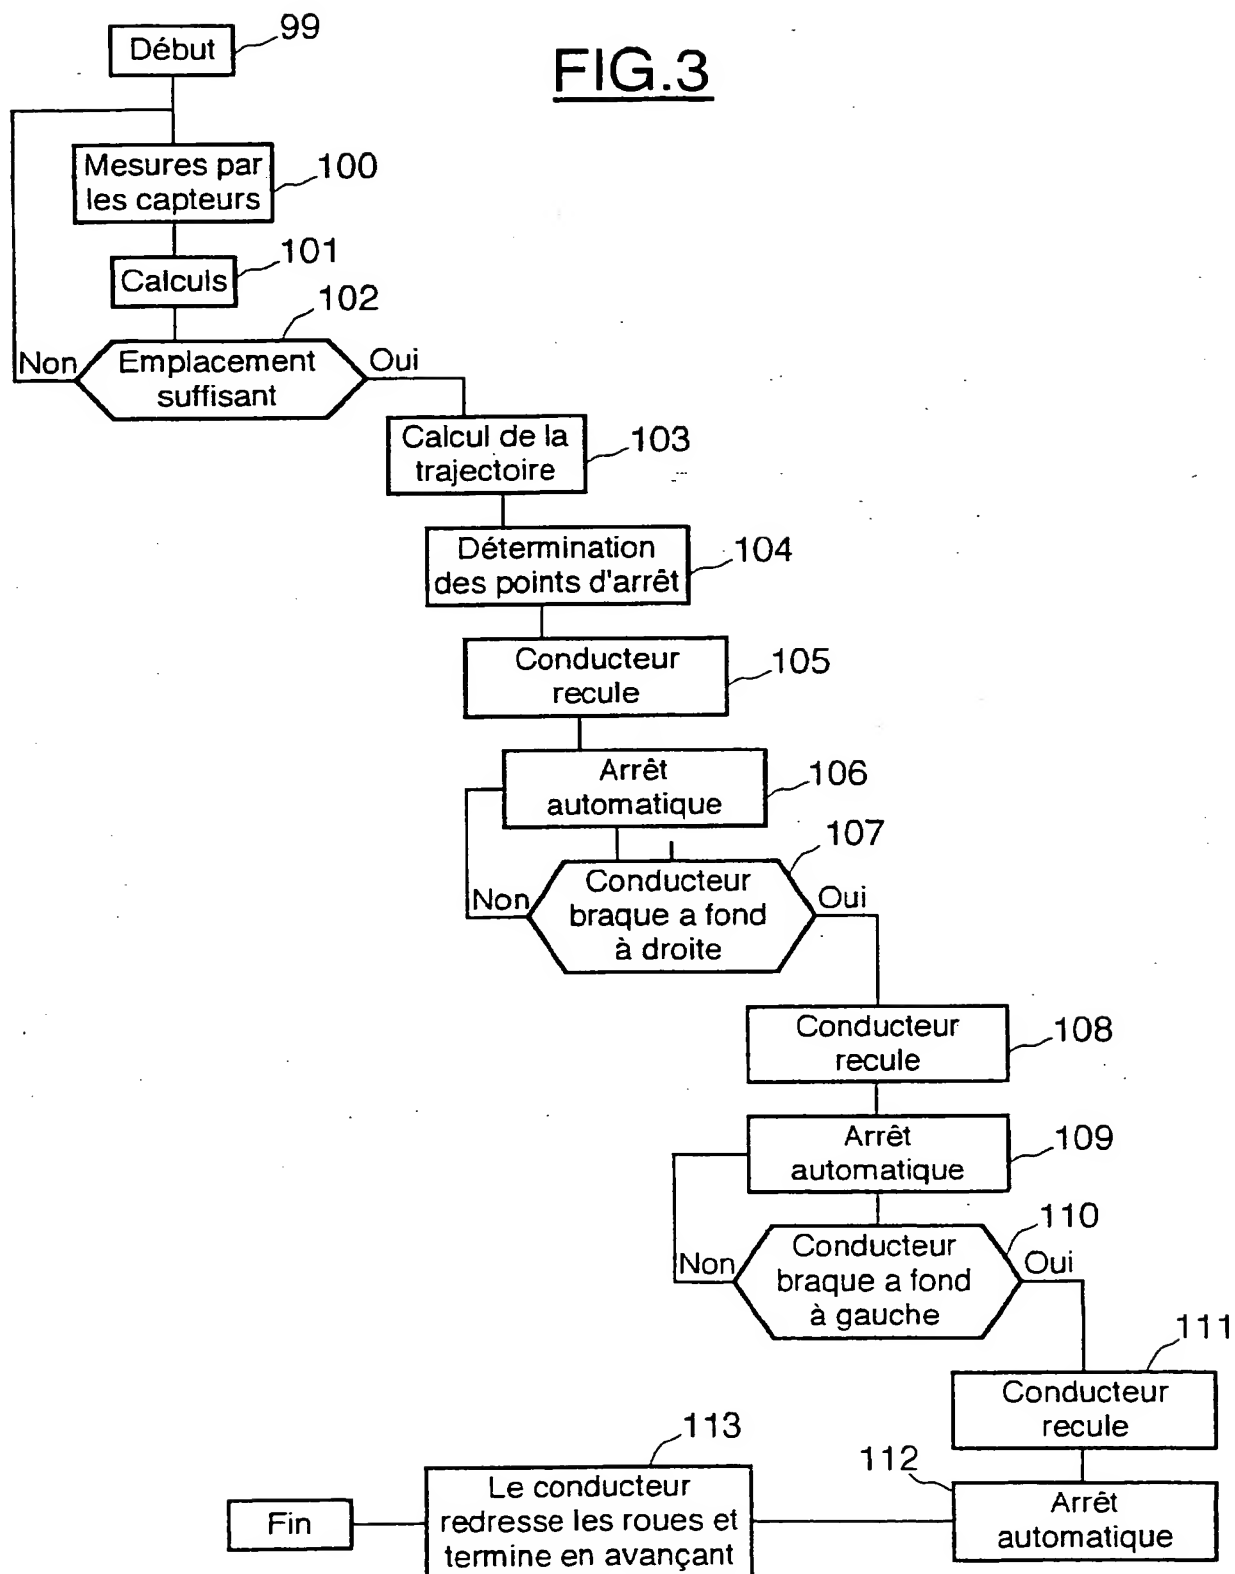 FIG.3
Début
99
Mesures par
les capteurs
100
Calculs
101
Emplacement
suffisant
102
Non
Oui
Calcul de la
trajectoire
103
Détermination
des points d'arrêt
104
Conducteur
recule
105
Arrêt
automatique
106
Conducteur
braque a fond
à droite
107
Non
Oui
Conducteur
recule
108
Arrêt
automatique
109
Conducteur
braque a fond
à gauche
110
Non
Oui
Conducteur
recule
111
Arrêt
automatique
112
Le conducteur
redresse les roues et
termine en avançant
113
Fin